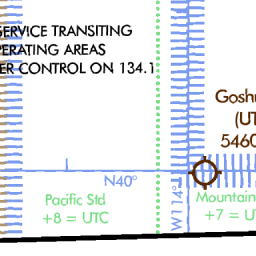 SERVICE TRANSITING
PERATING AREAS
ER CONTROL ON 134.1
Goshu
(UT
5460
N40°
W114°
Pacific Std
+8 = UTC
Mountain
+7 = UT